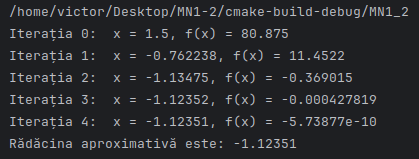 /home/victor/Desktop/MN1-2/cmake-build-debug/MN1_2
Iterația 0:  x = 1.5, f(x) = 80.875
Iterația 1:  x = -0.762238, f(x) = 11.4522
Iterația 2:  x = -1.13475, f(x) = -0.369015
Iterația 3:  x = -1.12352, f(x) = -0.000427819
Iterația 4:  x = -1.12351, f(x) = -5.73877e-10
Rădăcina aproximativă este: -1.12351